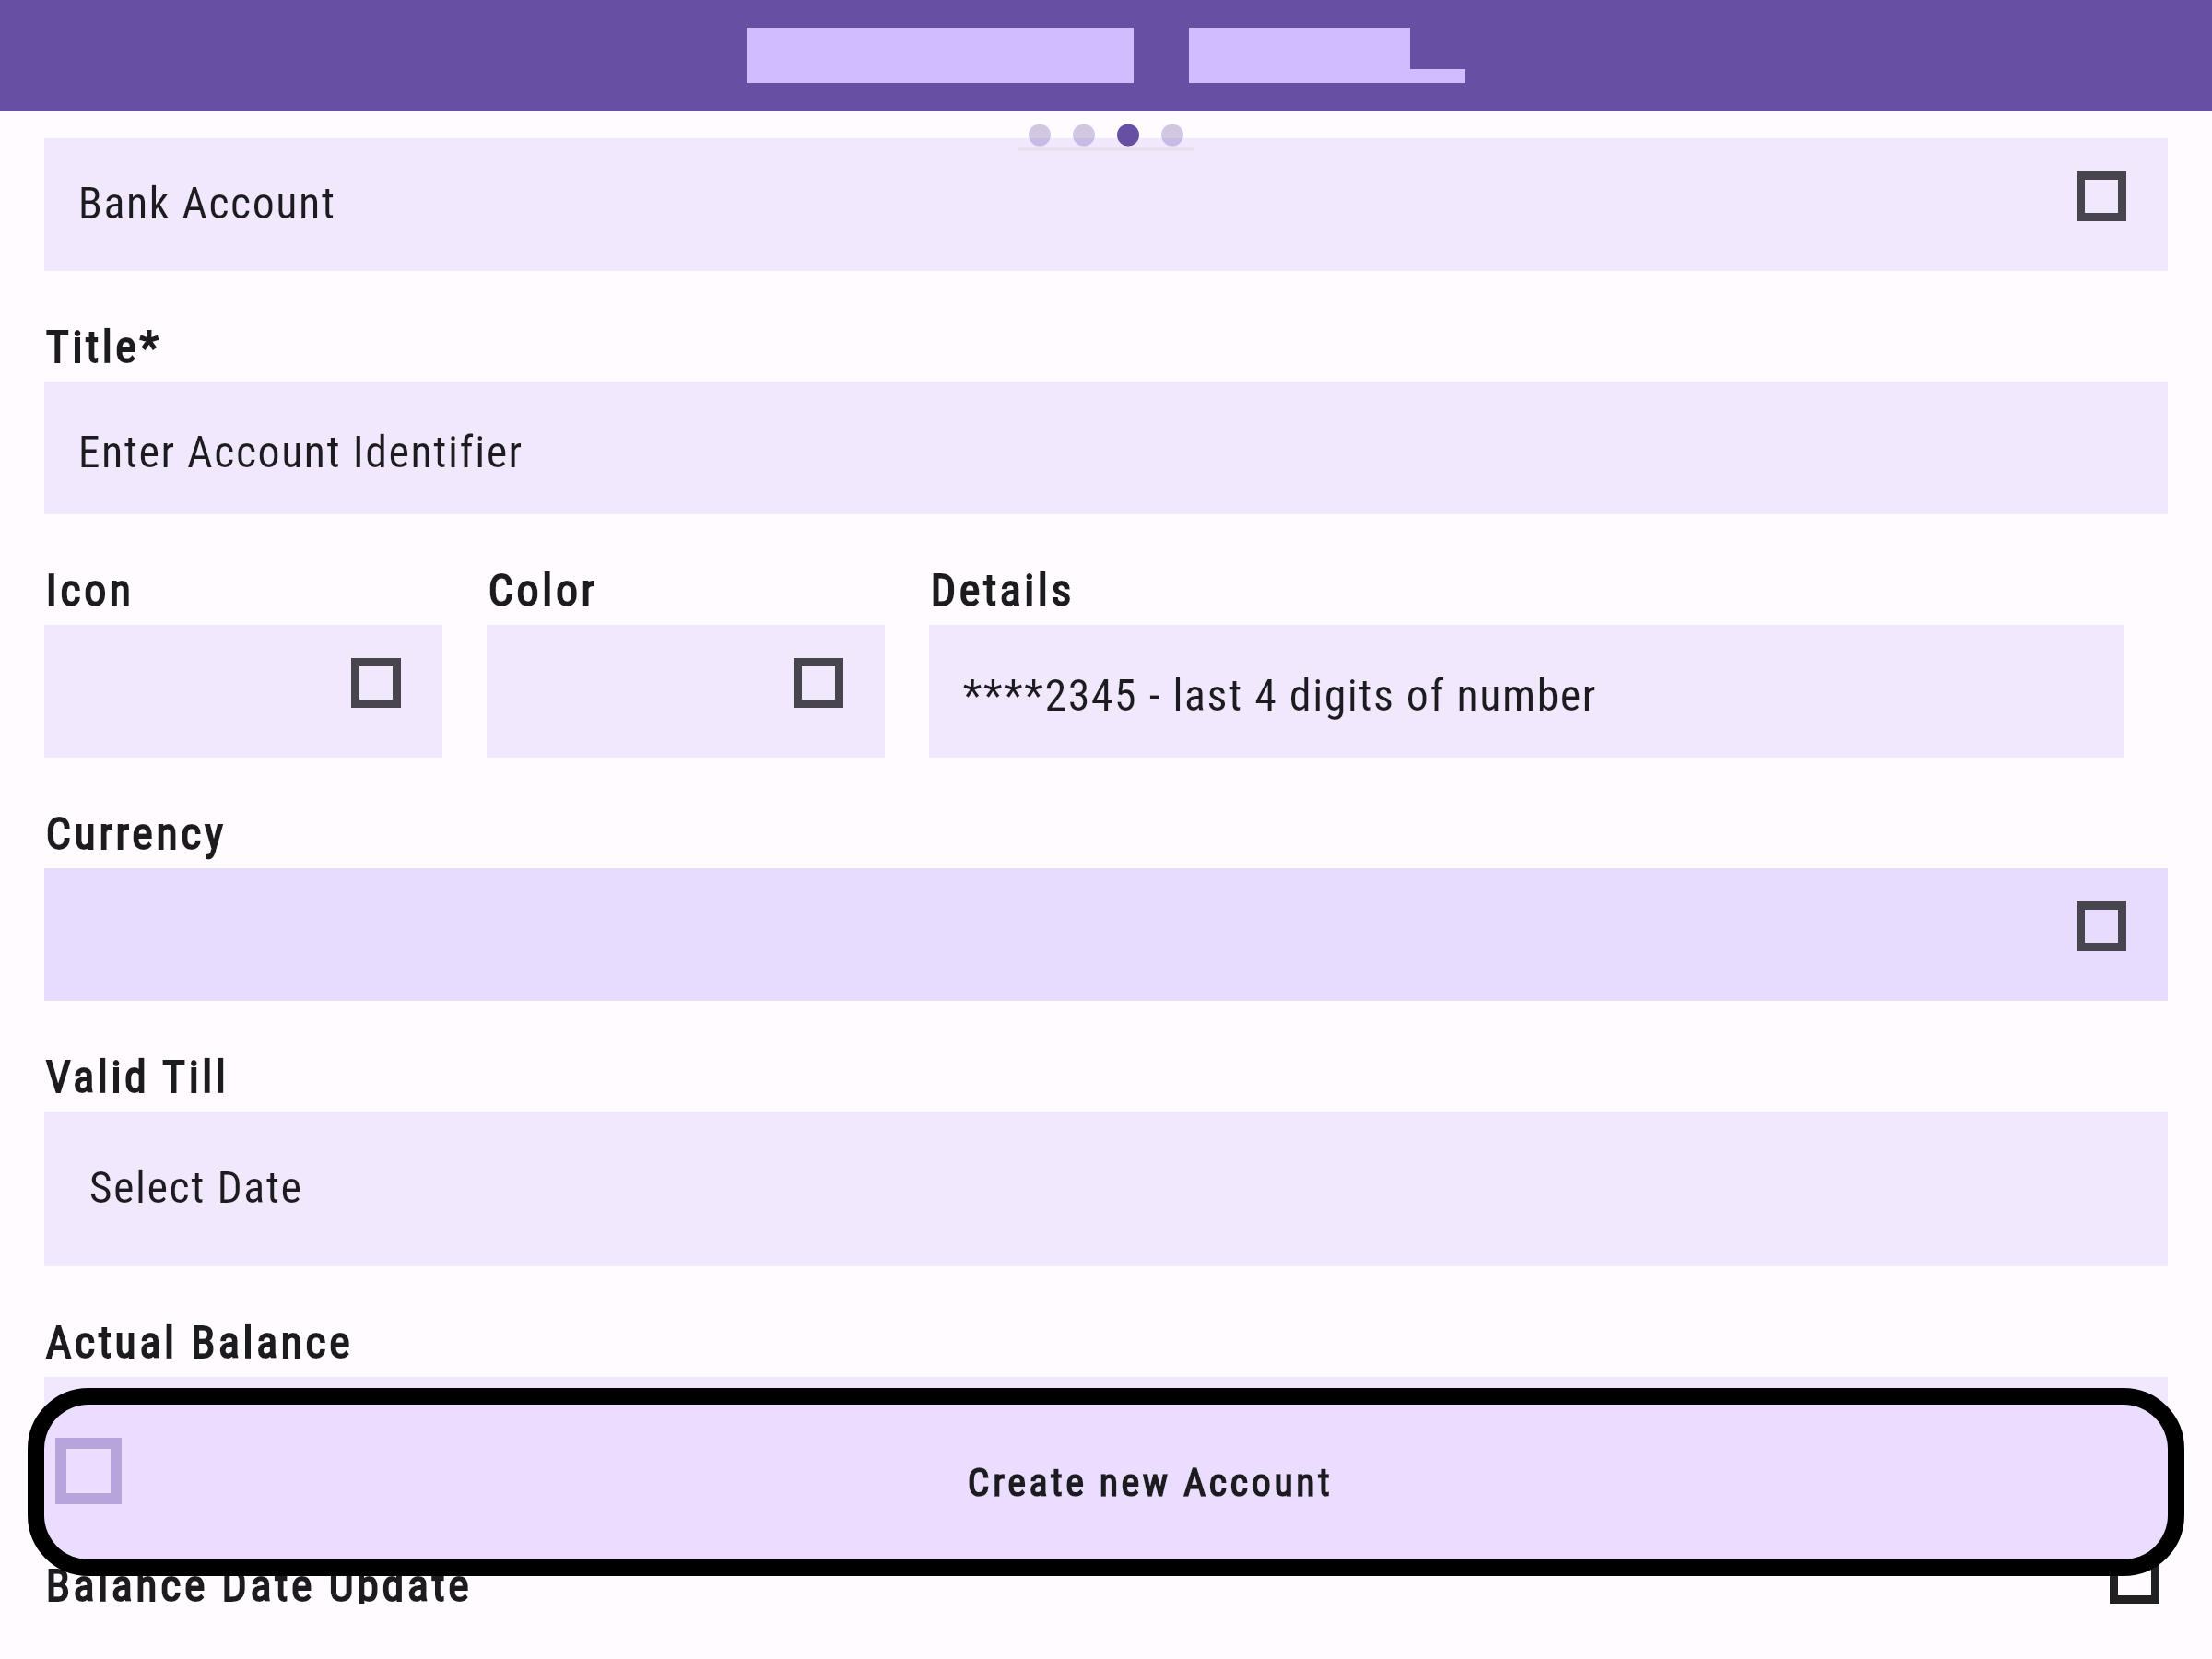 Bank Account
Title*
Enter Account Identifier
Icon Color Details
****2345 - last 4 digits of number
Currency
Valid Till
Select Date
Actual Balance
Create new Account
Balance Date Update